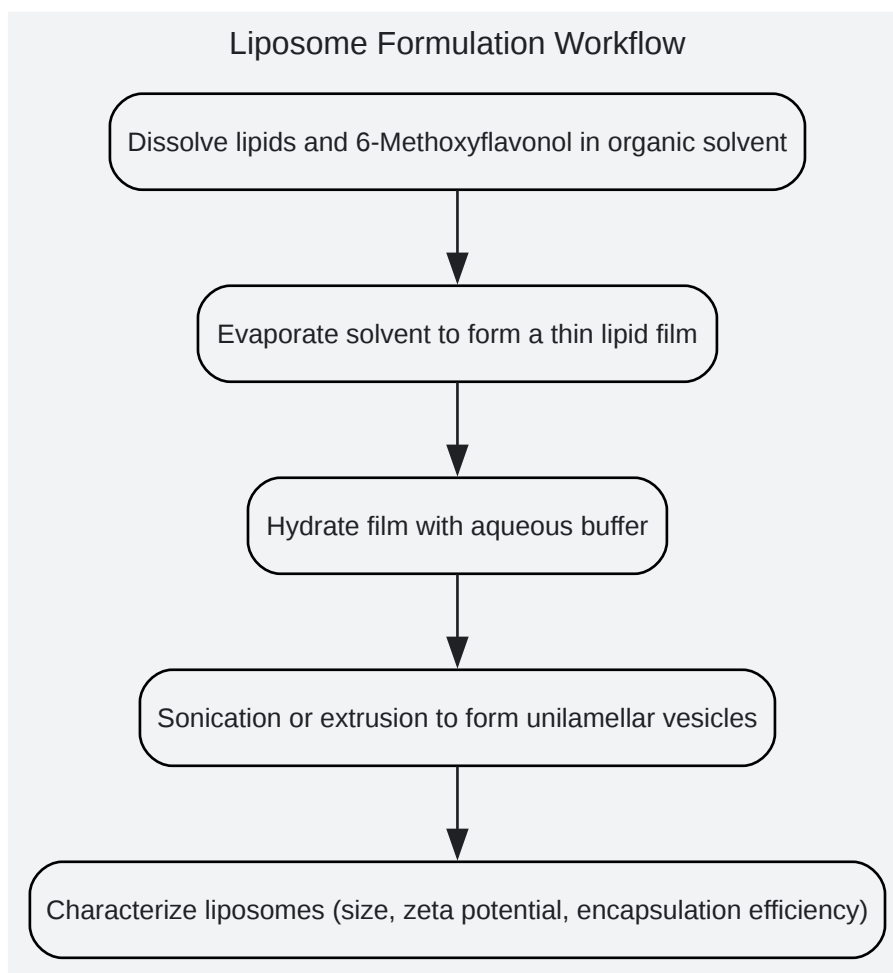 Liposome Formulation Workflow
Dissolve lipids and 6-Methoxyflavonol in organic solvent
Evaporate solvent to form a thin lipid film
Hydrate film with aqueous buffer
Sonication or extrusion to form unilamellar vesicles
Characterize liposomes (size, zeta potential, encapsulation efficiency)